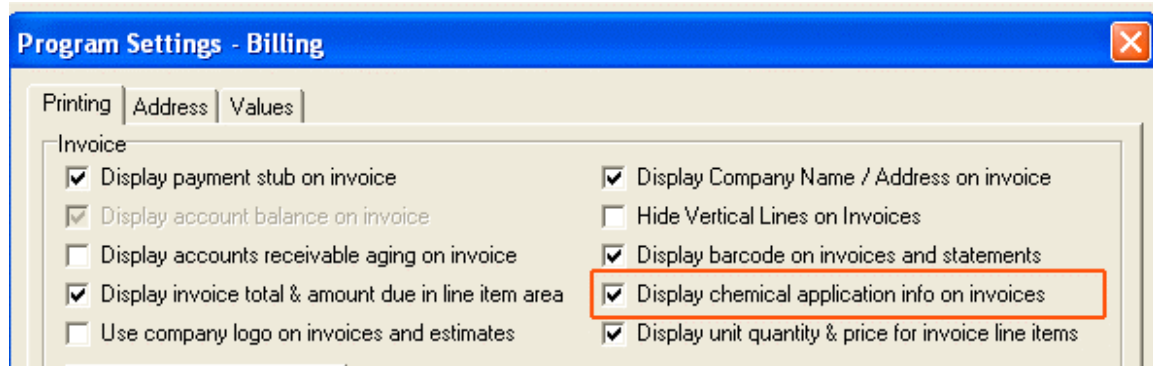 Program Settings - Billing
Printing Address Values
Invoice
Display payment stub on invoice
Display account balance on invoice
Display accounts receivable aging on invoice
Display invoice total & amount due in line item area
Use company logo on invoices and estimates
Display Company Name / Address on invoice
Hide Vertical Lines on Invoices
Display barcode on invoices and statements
Display chemical application info on invoices
Display unit quantity & price for invoice line items